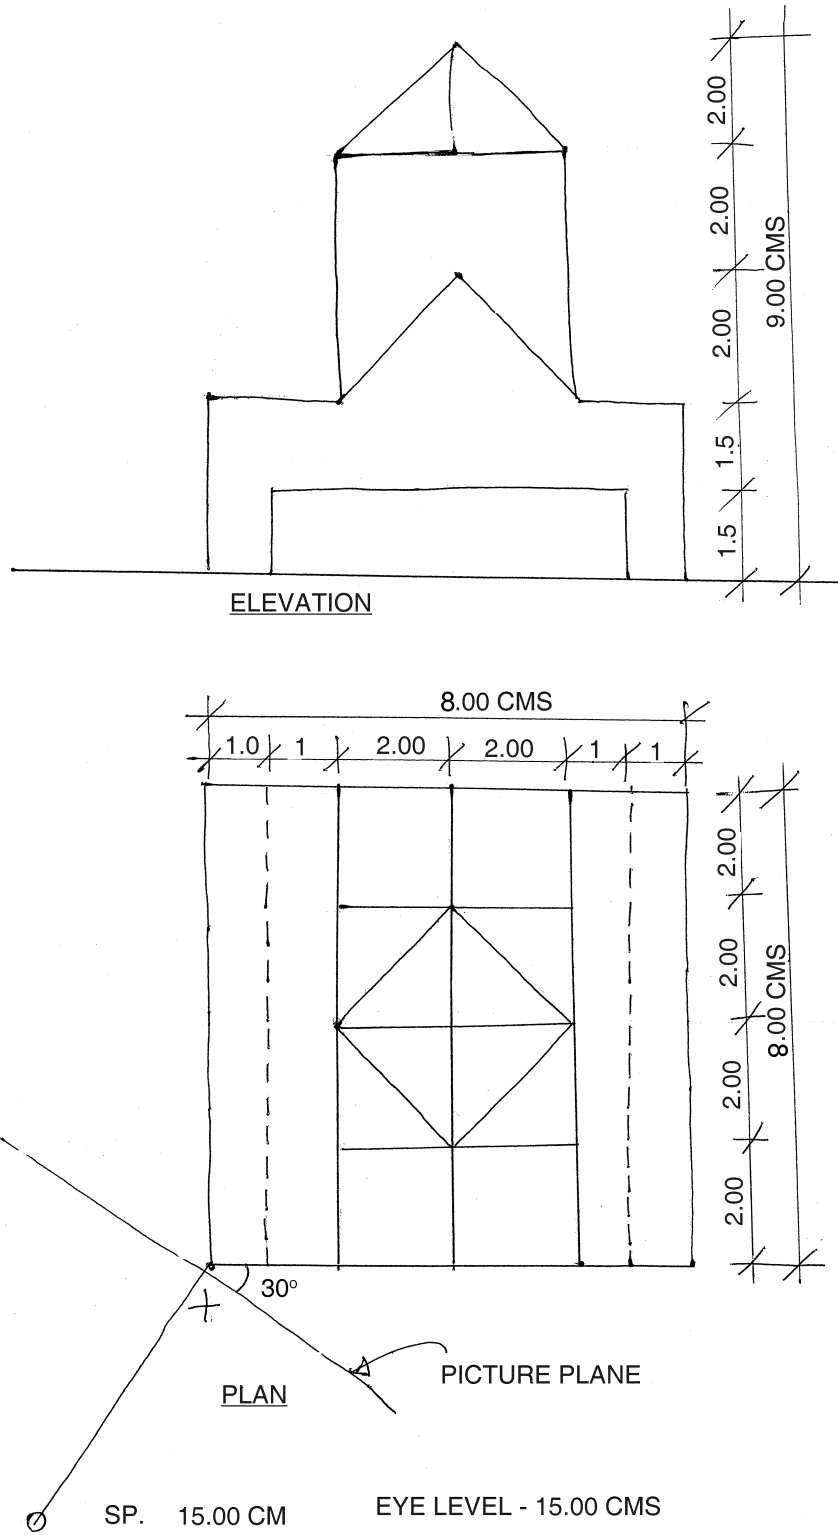 2.00
2.00
9.00 CMS
2.00
1.5
1.5
ELEVATION
8.00 CMS
1.0 1 2.00 2.00 1 1
2.00
2.00
8.00 CMS
2.00
2.00
30°
X
PICTURE PLANE
PLAN
SP. 15.00 CM EYE LEVEL - 15.00 CMS